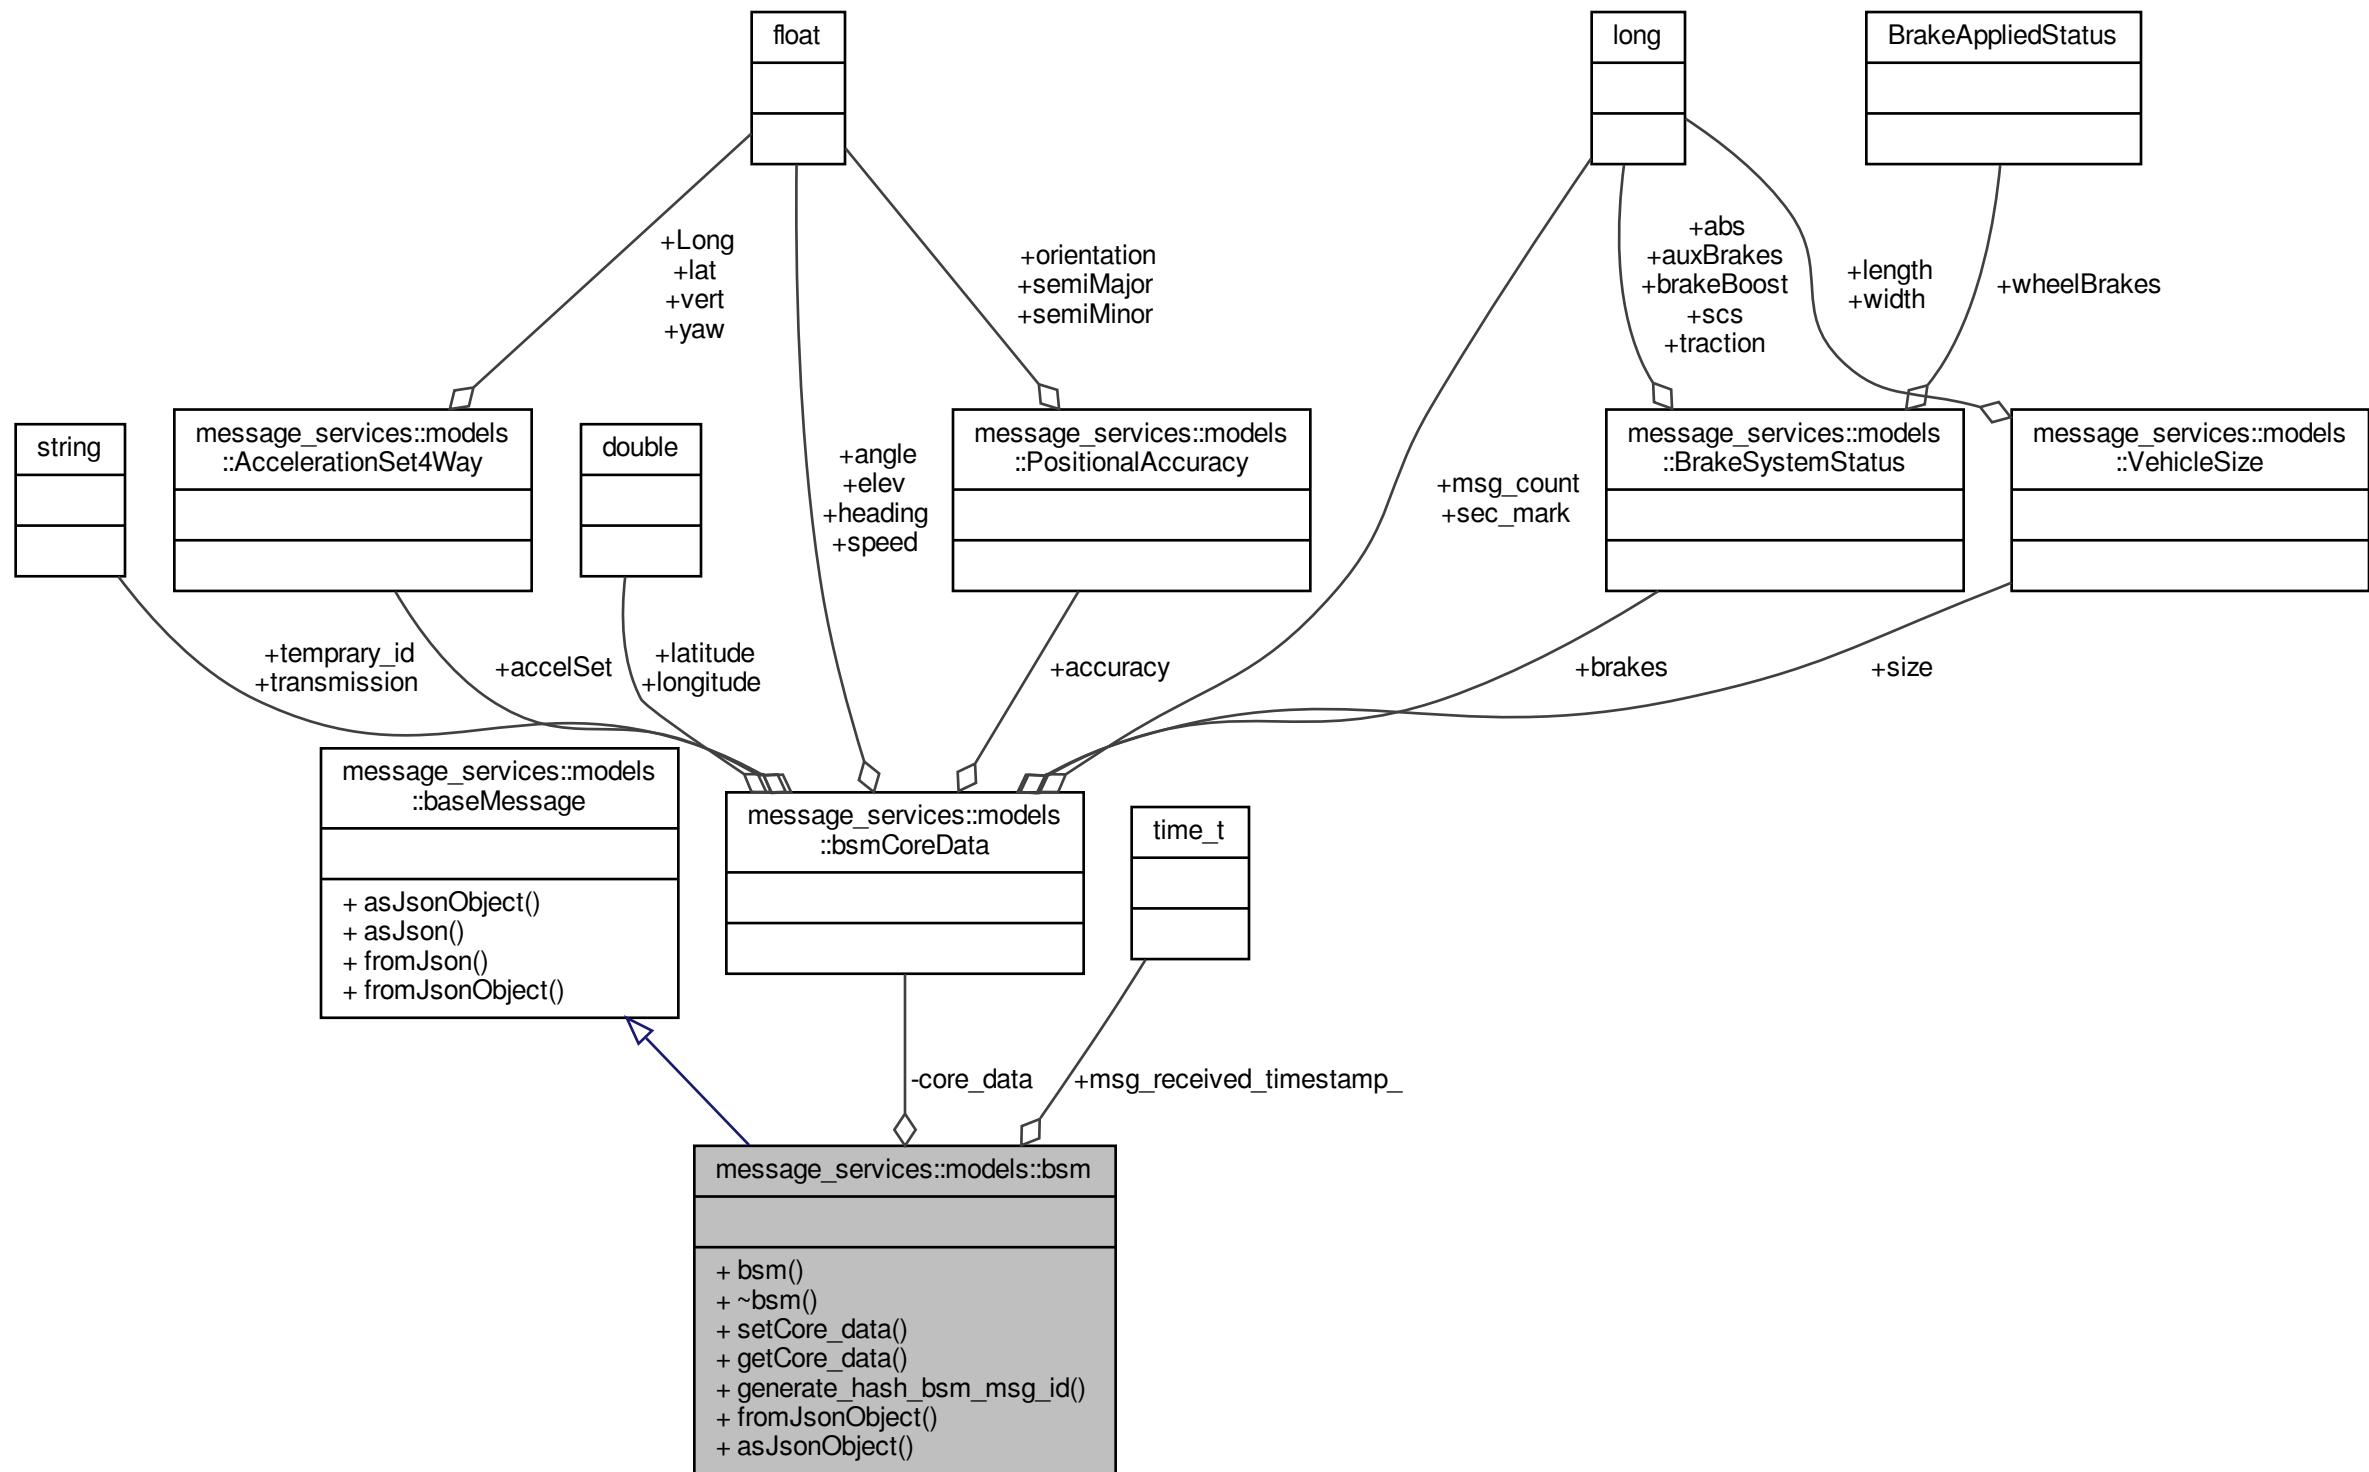 float
long
BrakeAppliedStatus
+Long
+lat
+vert
+yaw
+orientation
+semiMajor
+semiMinor
+abs
+auxBrakes
+brakeBoost
+scs
+traction
+length
+width
+wheelBrakes
string
message_services::models
::AccelerationSet4Way
double
+angle
+elev
+heading
+speed
message_services::models
::PositionalAccuracy
+msg_count
+sec_mark
message_services::models
::BrakeSystemStatus
message_services::models
::VehicleSize
+temprary_id
+transmission
+accelSet
+latitude
+longitude
+accuracy
+brakes
+size
message_services::models
::baseMessage
+ asJsonObject()
+ asJson()
+ fromJson()
+ fromJsonObject()
message_services::models
::bsmCoreData
time_t
-core_data
+msg_received_timestamp_
message_services::models::bsm
+ bsm()
+ ~bsm()
+ setCore_data()
+ getCore_data()
+ generate_hash_bsm_msg_id()
+ fromJsonObject()
+ asJsonObject()